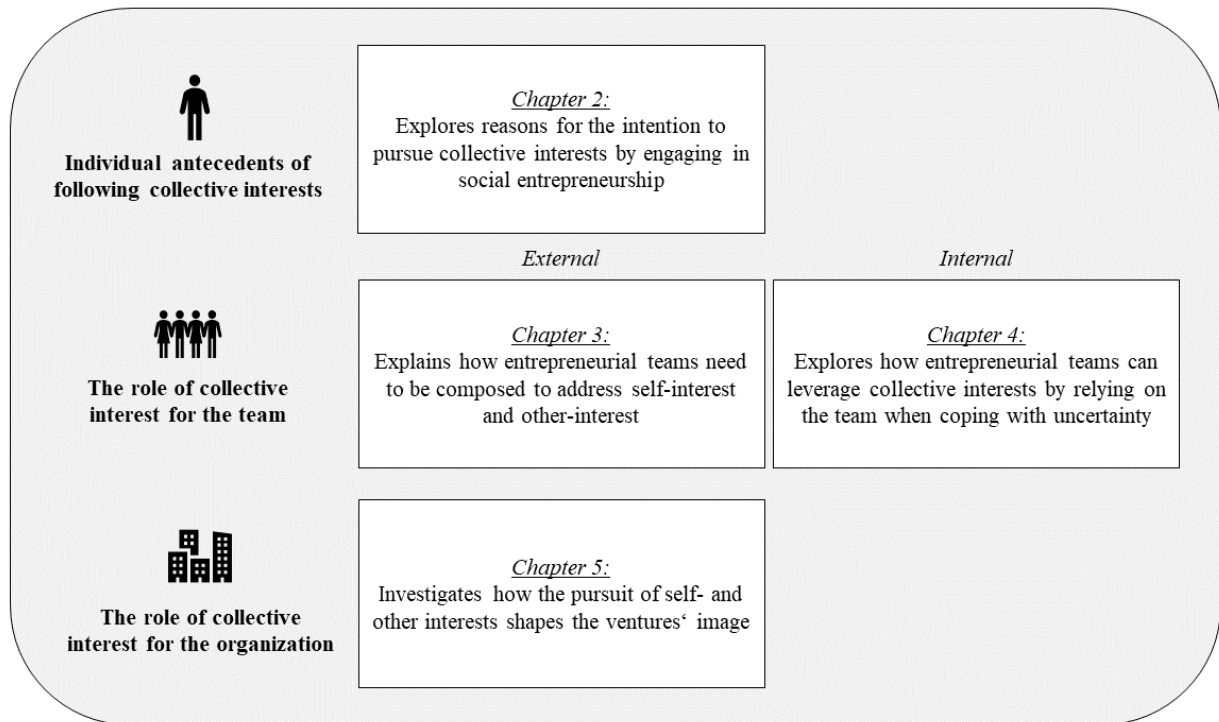 Individual antecedents of
following collective interests
Chapter 2:
Explores reasons for the intention to
pursue collective interests by engaging in
social entrepreneurship
External
Internal
The role of collective
interest for the team
Chapter 3:
Explains how entrepreneurial teams need
to be composed to address self-interest
and other-interest
Chapter 4:
Explores how entrepreneurial teams can
leverage collective interests by relying on
the team when coping with uncertainty
The role of collective
interest for the organization
Chapter 5:
Investigates how the pursuit of self- and
other interests shapes the ventures‘ image